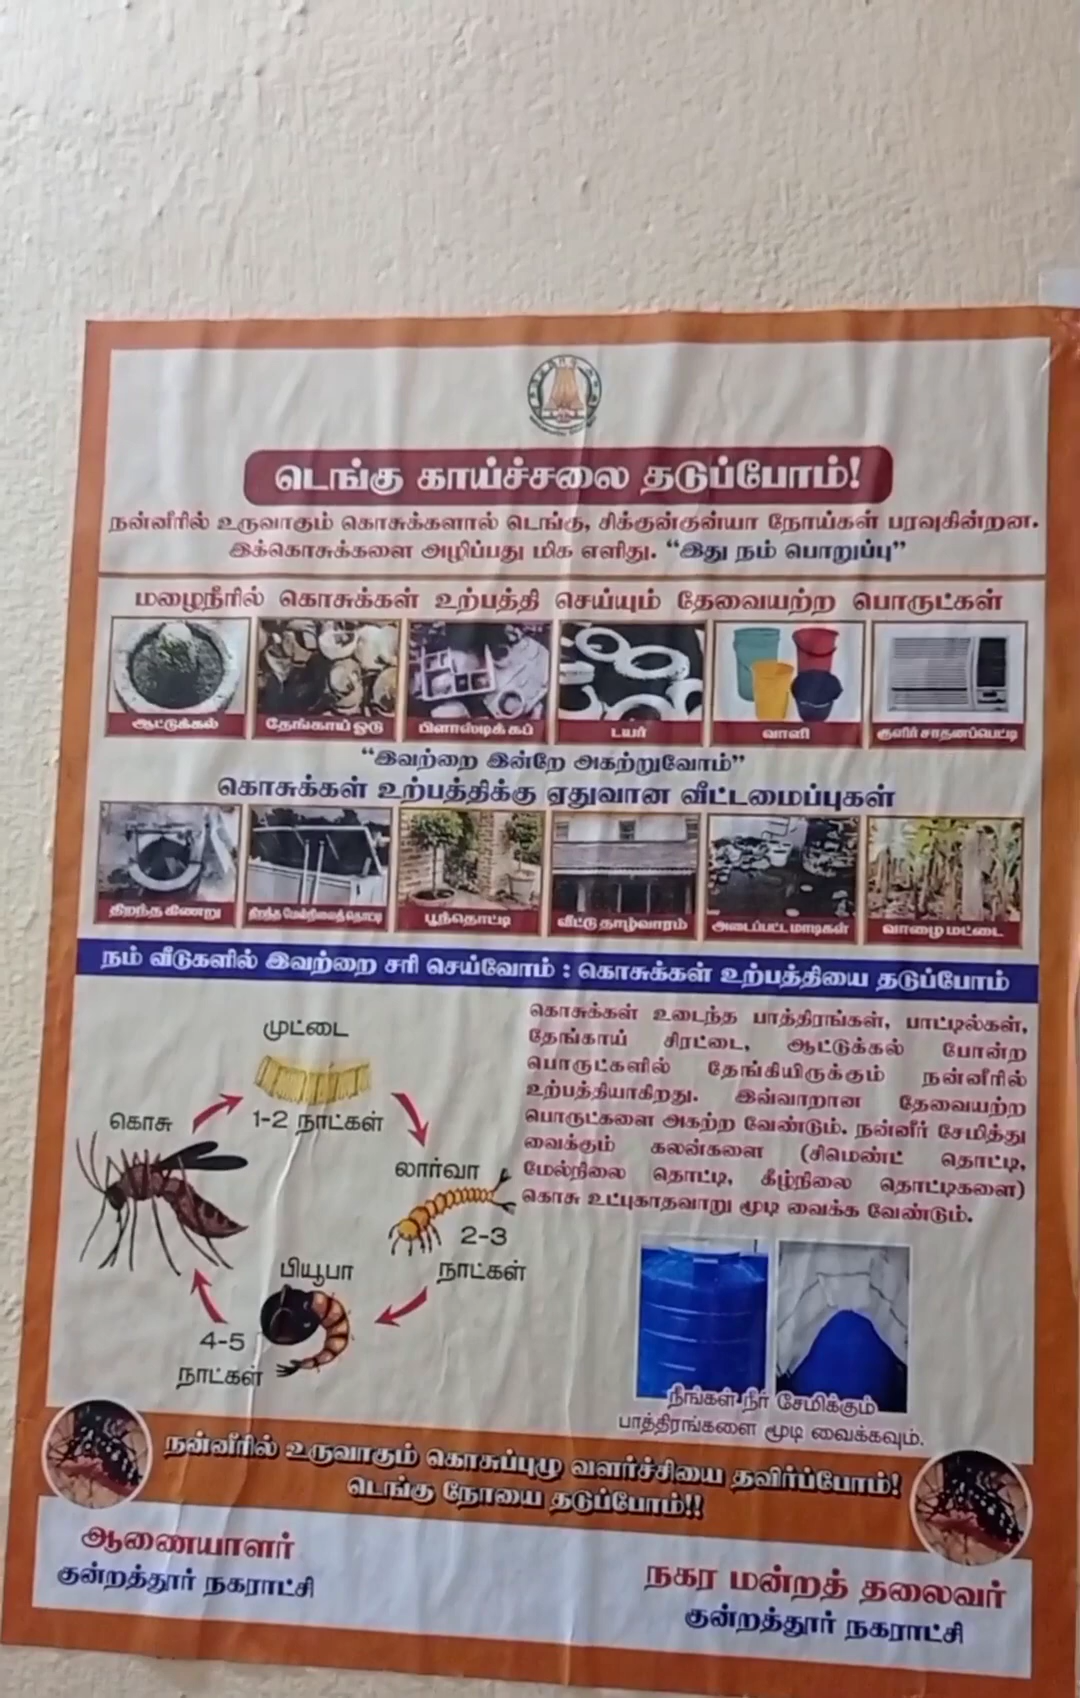 டெங்கு காய்ச்சலை தடுப்போம்!
நன்னீரில் உருவாகும் கொசுக்களால் டெங்கு, சிக்குன்குன்யா நோய்கள் பரவுகின்றன.
இக்கொசுக்களை அழிப்பது மிக எளிது. “இது நம் பொறுப்பு”
மழைநீரில் கொசுக்கள் உற்பத்தி செய்யும் தேவையற்ற பொருட்கள்
ஆட்டுக்கல் தேங்காய் ஓடு பிளாஸ்டிக் கப் டயர் வாளி குளிர் சாதனப்பெட்டி
“இவற்றை இன்றே அகற்றுவோம்”
கொசுக்கள் உற்பத்திக்கு ஏதுவான வீட்டமைப்புகள்
திறந்த கிணறு திறந்த மேல்நிலைத் தொட்டி பூந்தொட்டி வீட்டு தாழ்வாரம் அடைப்பட்ட மாடிகள் வாழை மட்டை
நம் வீடுகளில் இவற்றை சரி செய்வோம் : கொசுக்கள் உற்பத்தியை தடுப்போம்
முட்டை
1-2 நாட்கள்
கொசு
லார்வா
2-3
நாட்கள்
பியூபா
4-5
நாட்கள்
கொசுக்கள் உடைந்த பாத்திரங்கள், பாட்டில்கள்,
தேங்காய் சிரட்டை, ஆட்டுக்கல் போன்ற
பொருட்களில் தேங்கியிருக்கும் நன்னீரில்
உற்பத்தியாகிறது. இவ்வாறான தேவையற்ற
பொருட்களை அகற்ற வேண்டும். நன்னீர் சேமித்து
வைக்கும் கலன்களை (சிமெண்ட் தொட்டி,
மேல்நிலை தொட்டி, கீழ்நிலை தொட்டிகளை)
கொசு உட்புகாதவாறு மூடி வைக்க வேண்டும்.
நீங்கள் நீர் சேமிக்கும்
பாத்திரங்களை மூடி வைக்கவும்.
நன்னீரில் உருவாகும் கொசுப்புழு வளர்ச்சியை தவிர்ப்போம்!
டெங்கு நோயை தடுப்போம்!!
ஆணையாளர்
குன்றத்தூர் நகராட்சி
நகர மன்றத் தலைவர்
குன்றத்தூர் நகராட்சி